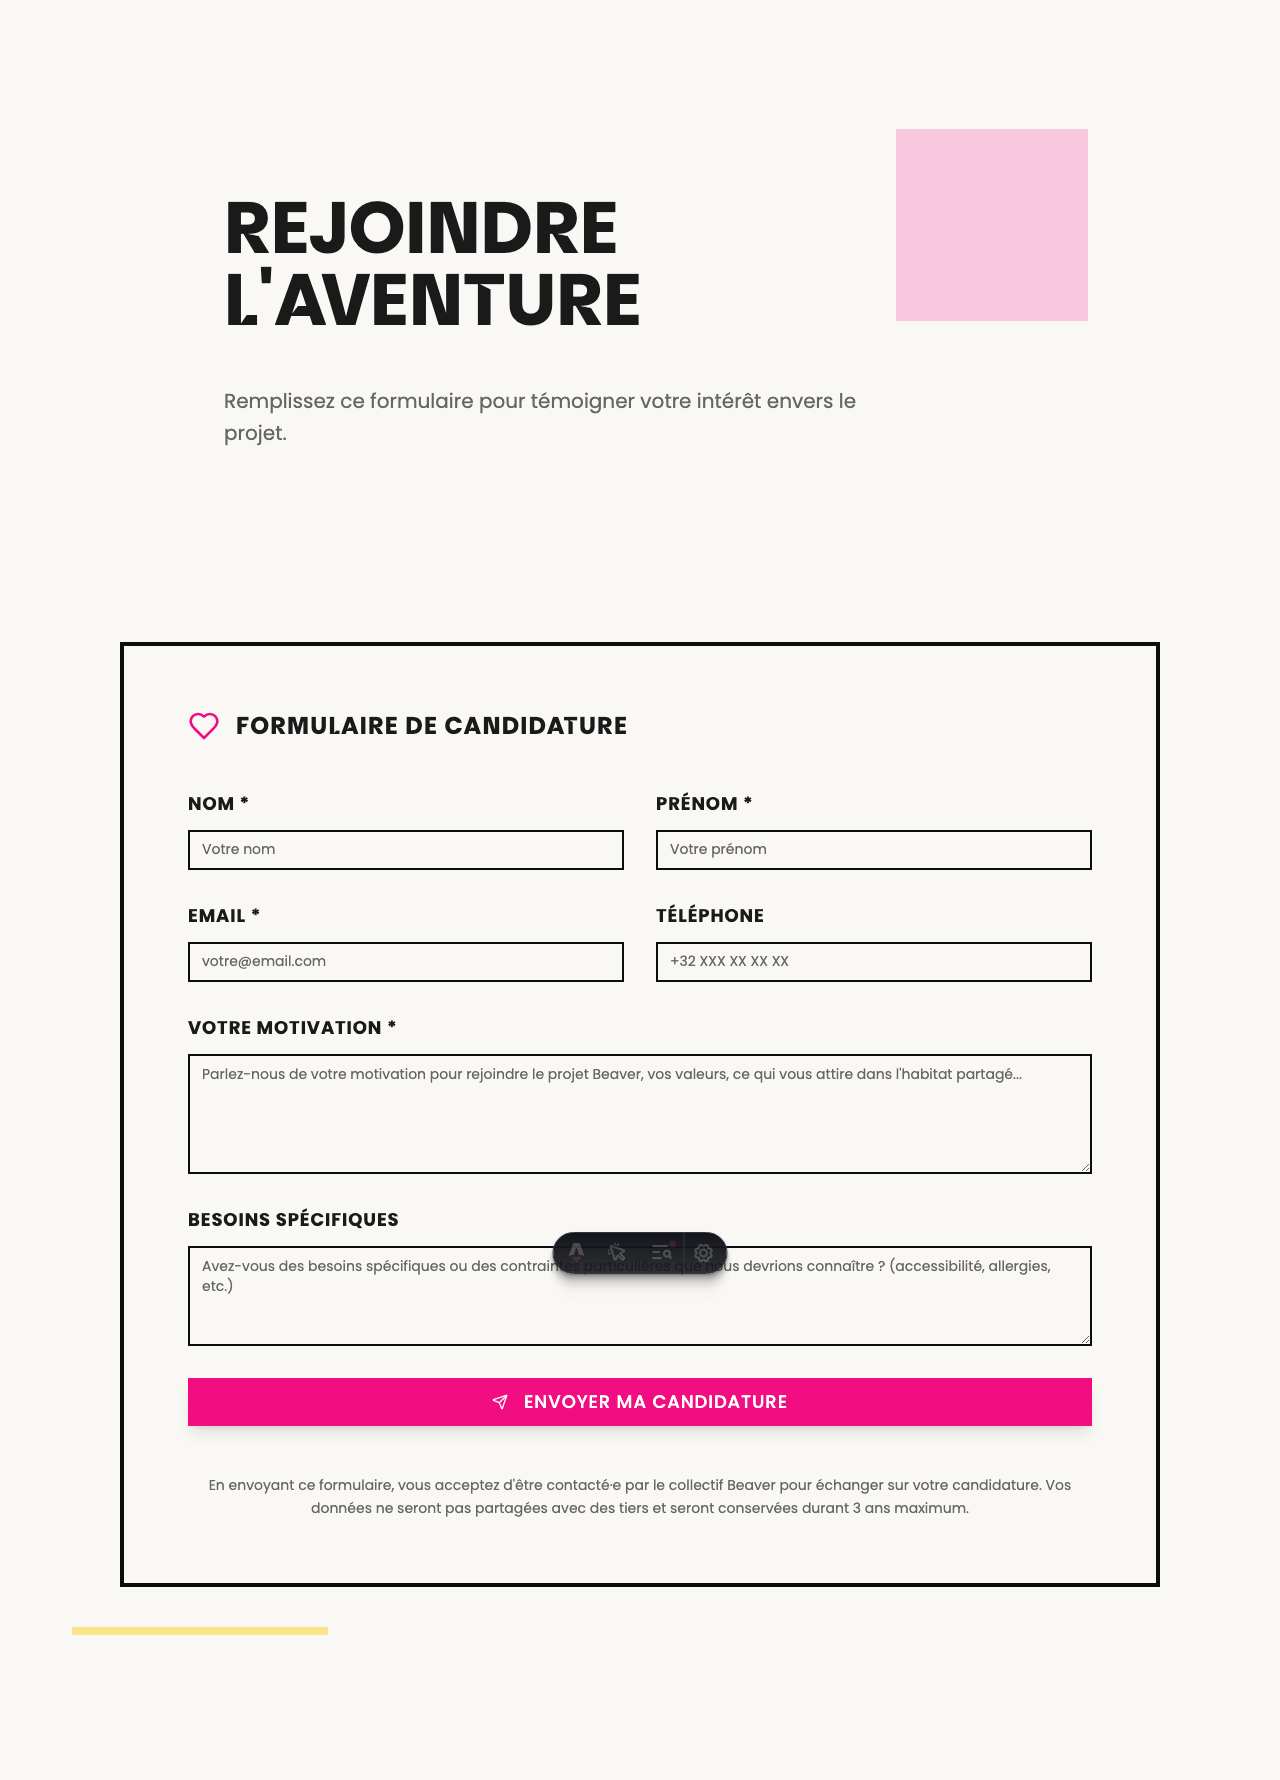 REJOINDRE
L'AVENTURE
Remplissez ce formulaire pour témoigner votre intérêt envers le
projet.
FORMULAIRE DE CANDIDATURE
NOM *
PRÉNOM *
Votre nom
Votre prénom
EMAIL *
TÉLÉPHONE
votre@email.com
+32 XXX XX XX XX
VOTRE MOTIVATION *
Parlez-nous de votre motivation pour rejoindre le projet Beaver, vos valeurs, ce qui vous attire dans l'habitat partagé...
BESOINS SPÉCIFIQUES
Avez-vous des besoins spécifiques ou des contraintes particulières que nous devrions connaître ? (accessibilité, allergies,
etc.)
ENVOYER MA CANDIDATURE
En envoyant ce formulaire, vous acceptez d'être contacté·e par le collectif Beaver pour échanger sur votre candidature. Vos
données ne seront pas partagées avec des tiers et seront conservées durant 3 ans maximum.